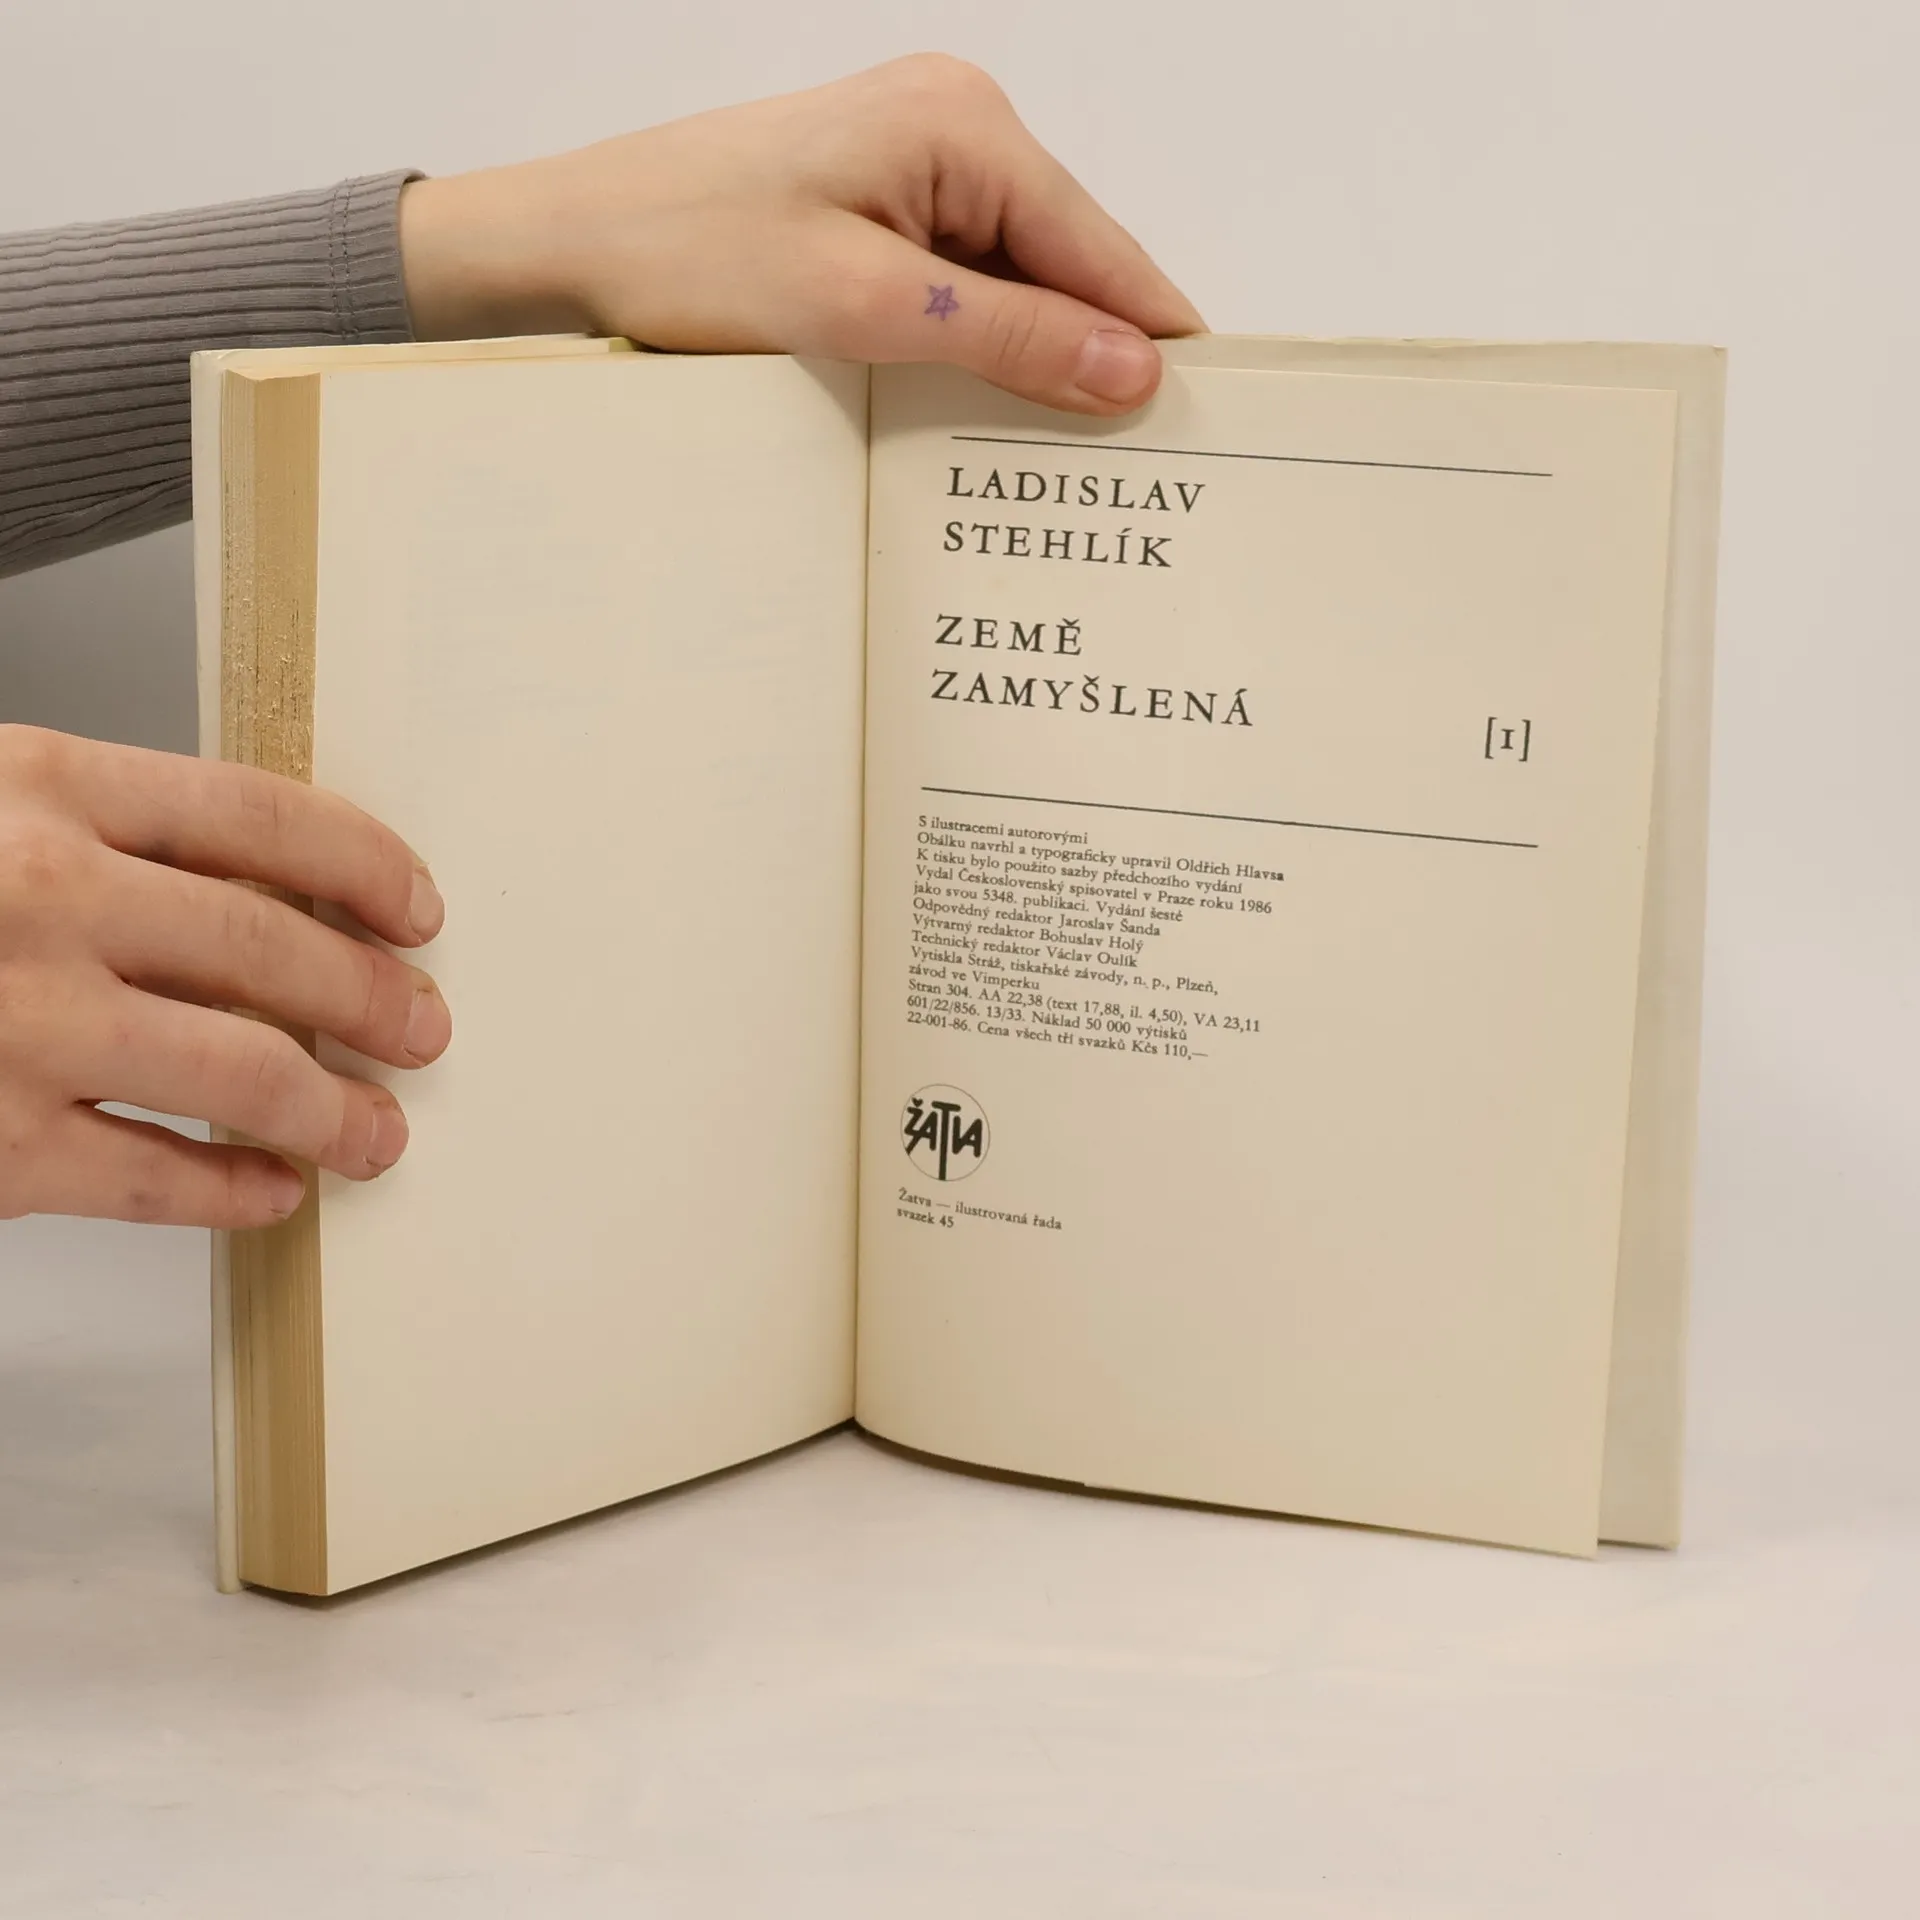 LADISLAV
STEHLÍK
ZEMĚ
ZAMYŠLENÁ
[1]
S ilustracemi autorovými
Obálku navrhl a typograficky upravil Oldřich Hlavsa
K tisku bylo použito sazby předchozího vydání
Vydal Československý spisovatel v Praze roku 1986
jako svou 5348. publikaci. Vydání šesté
Odpovědný redaktor Jaroslav Šanda
Výtvarný redaktor Bohuslav Holý
Technický redaktor Václav Oulík
Vytiskla Stráž, tiskařské závody, n. p., Plzeň,
závod ve Vimperku
Stran 304. AA 22,38 (text 17,88, il. 4,50), VA 23,11
601/22/856. 13/33. Náklad 50 000 výtisků
22-001-86. Cena všech tří svazků Kčs 110,—
ŽATVA
Žatva — ilustrovaná řada
svazek 45